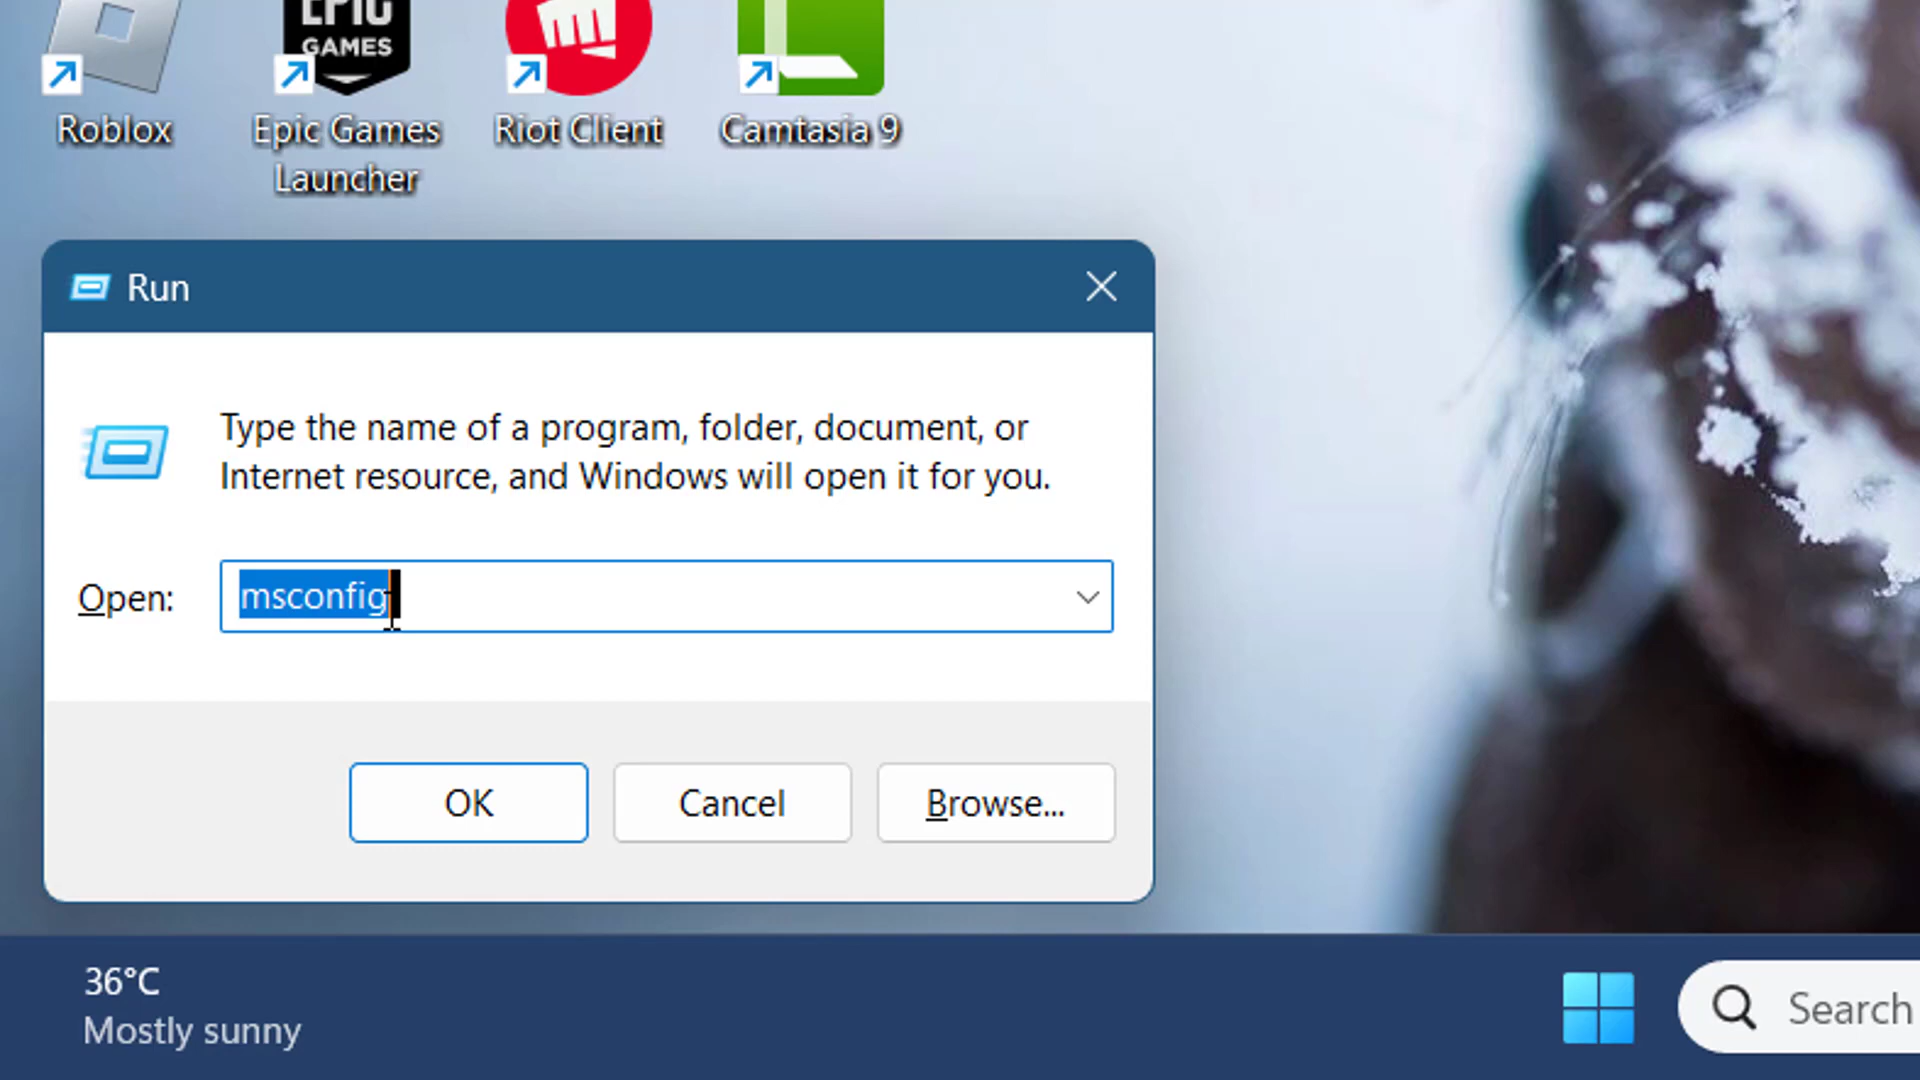 EPIC
GAMES
Roblox
Epic Games
Launcher
Riot Client
Camtasia 9
Run
Type the name of a program, folder, document, or
Internet resource, and Windows will open it for you.
Open:
msconfig
OK
Cancel
Browse...
36°C
Mostly sunny
Search